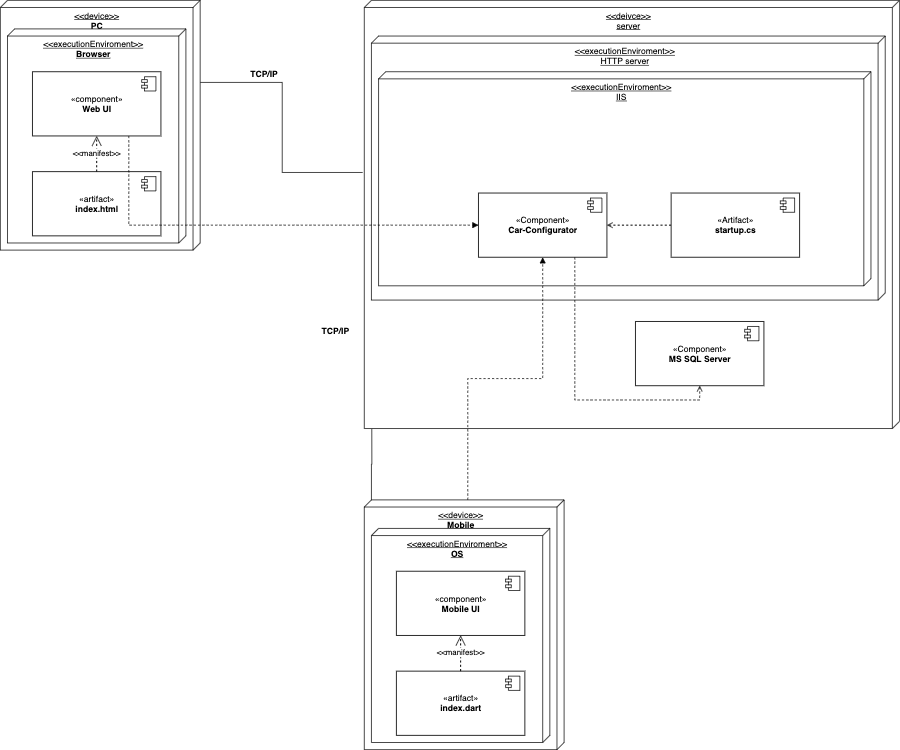 <<device>>
PC
<<executionEnviroment>>
Browser
«component»
Web UI
<<manifest>>
«artifact»
index.html
TCP/IP
<<deivce>>
server
<<executionEnviroment>>
HTTP server
<<executionEnviroment>>
IIS
«Component»
Car-Configurator
«Artifact»
startup.cs
«Component»
MS SQL Server
TCP/IP
<<device>>
Mobile
<<executionEnviroment>>
OS
«component»
Mobile UI
<<manifest>>
«artifact»
index.dart